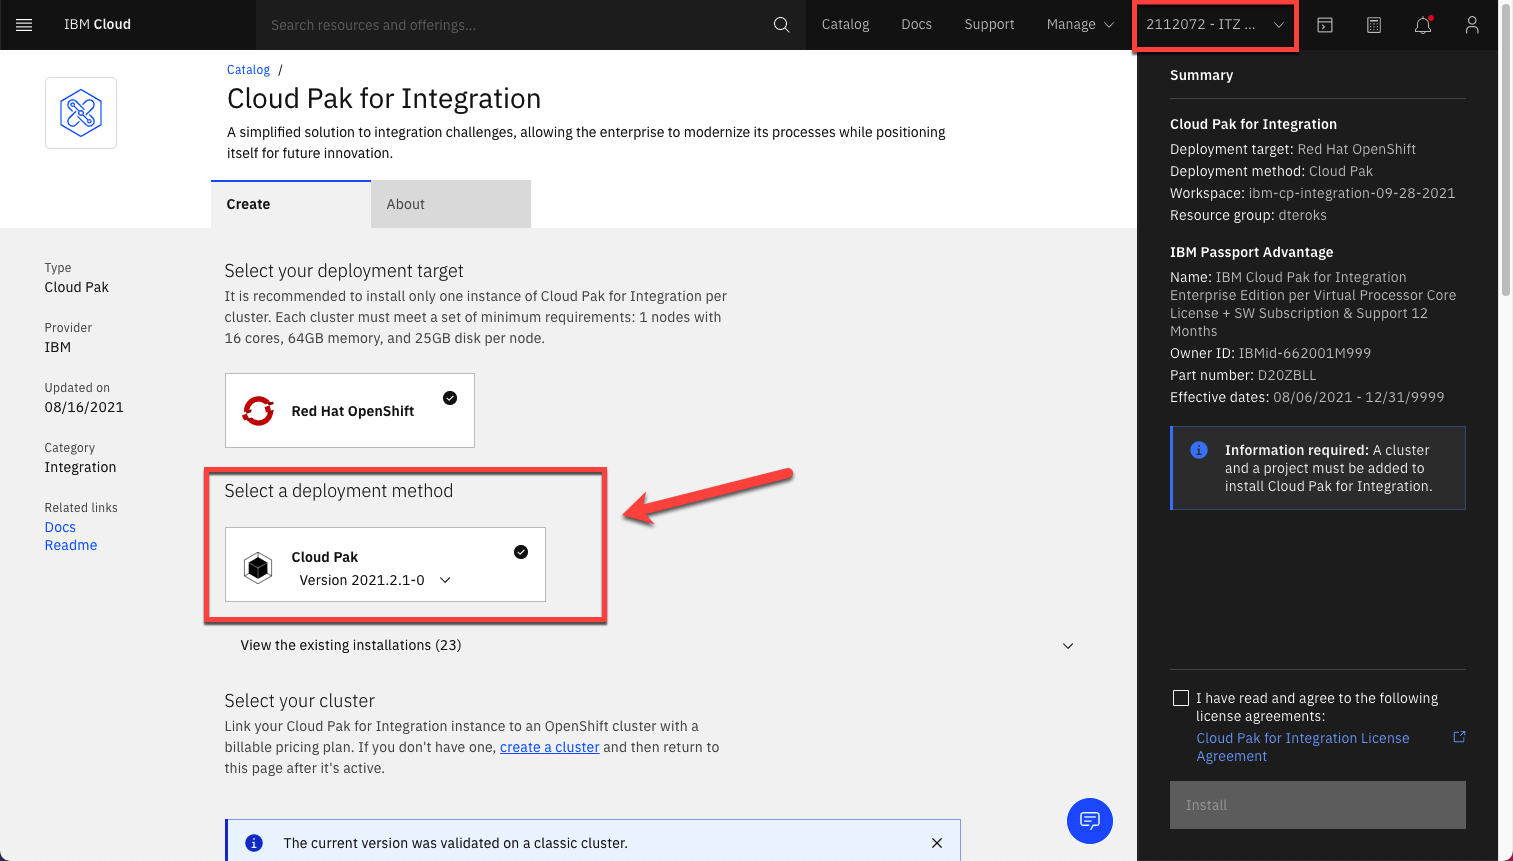 IBM Cloud
Search resources and offerings...
Catalog
Docs
Support
Manage
2112072 - ITZ ...
Catalog /
Cloud Pak for Integration
A simplified solution to integration challenges, allowing the enterprise to modernize its processes while positioning
itself for future innovation.
Create
About
Type
Cloud Pak
Provider
IBM
Updated on
08/16/2021
Category
Integration
Related links
Docs
Readme
Select your deployment target
It is recommended to install only one instance of Cloud Pak for Integration per
cluster. Each cluster must meet a set of minimum requirements: 1 nodes with
16 cores, 64GB memory, and 25GB disk per node.
Red Hat OpenShift
Select a deployment method
Cloud Pak
Version 2021.2.1-0
View the existing installations (23)
Select your cluster
Link your Cloud Pak for Integration instance to an OpenShift cluster with a
billable pricing plan. If you don't have one, create a cluster and then return to
this page after it's active.
The current version was validated on a classic cluster.
Summary
Cloud Pak for Integration
Deployment target: Red Hat OpenShift
Deployment method: Cloud Pak
Workspace: ibm-cp-integration-09-28-2021
Resource group: dteroks
IBM Passport Advantage
Name: IBM Cloud Pak for Integration
Enterprise Edition per Virtual Processor Core
License + SW Subscription & Support 12
Months
Owner ID: IBMid-662001M999
Part number: D20ZBLL
Effective dates: 08/06/2021 - 12/31/9999
Information required: A cluster
and a project must be added to
install Cloud Pak for Integration.
I have read and agree to the following
license agreements:
Cloud Pak for Integration License
Agreement
Install